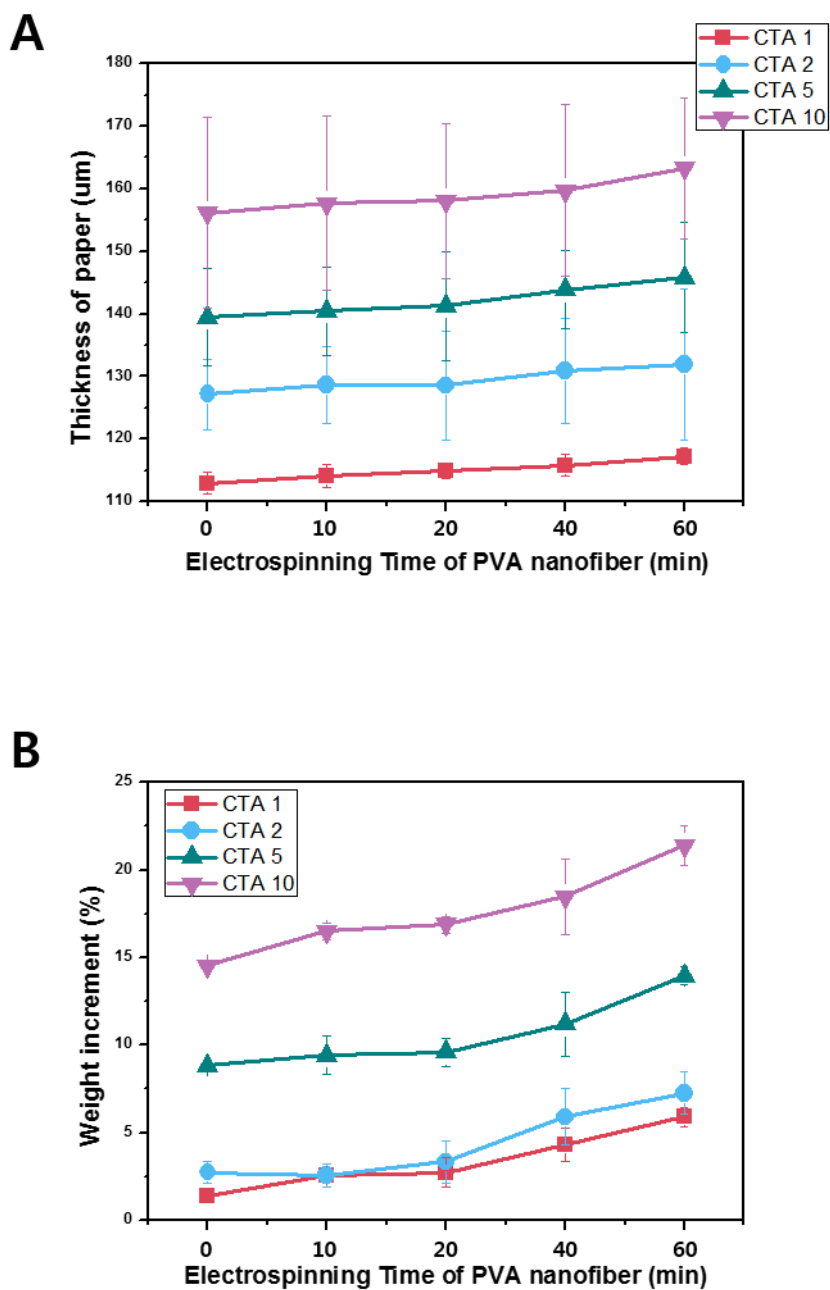 A
CTA 1
CTA 2
CTA 5
CTA 10
180
170
160
150
140
130
120
110
Thickness of paper (um)
0 10 20 40 60
Electrospinning Time of PVA nanofiber (min)
B
CTA 1
CTA 2
CTA 5
CTA 10
25
20
15
10
5
0
Weight increment (%)
0 10 20 40 60
Electrospinning Time of PVA nanofiber (min)